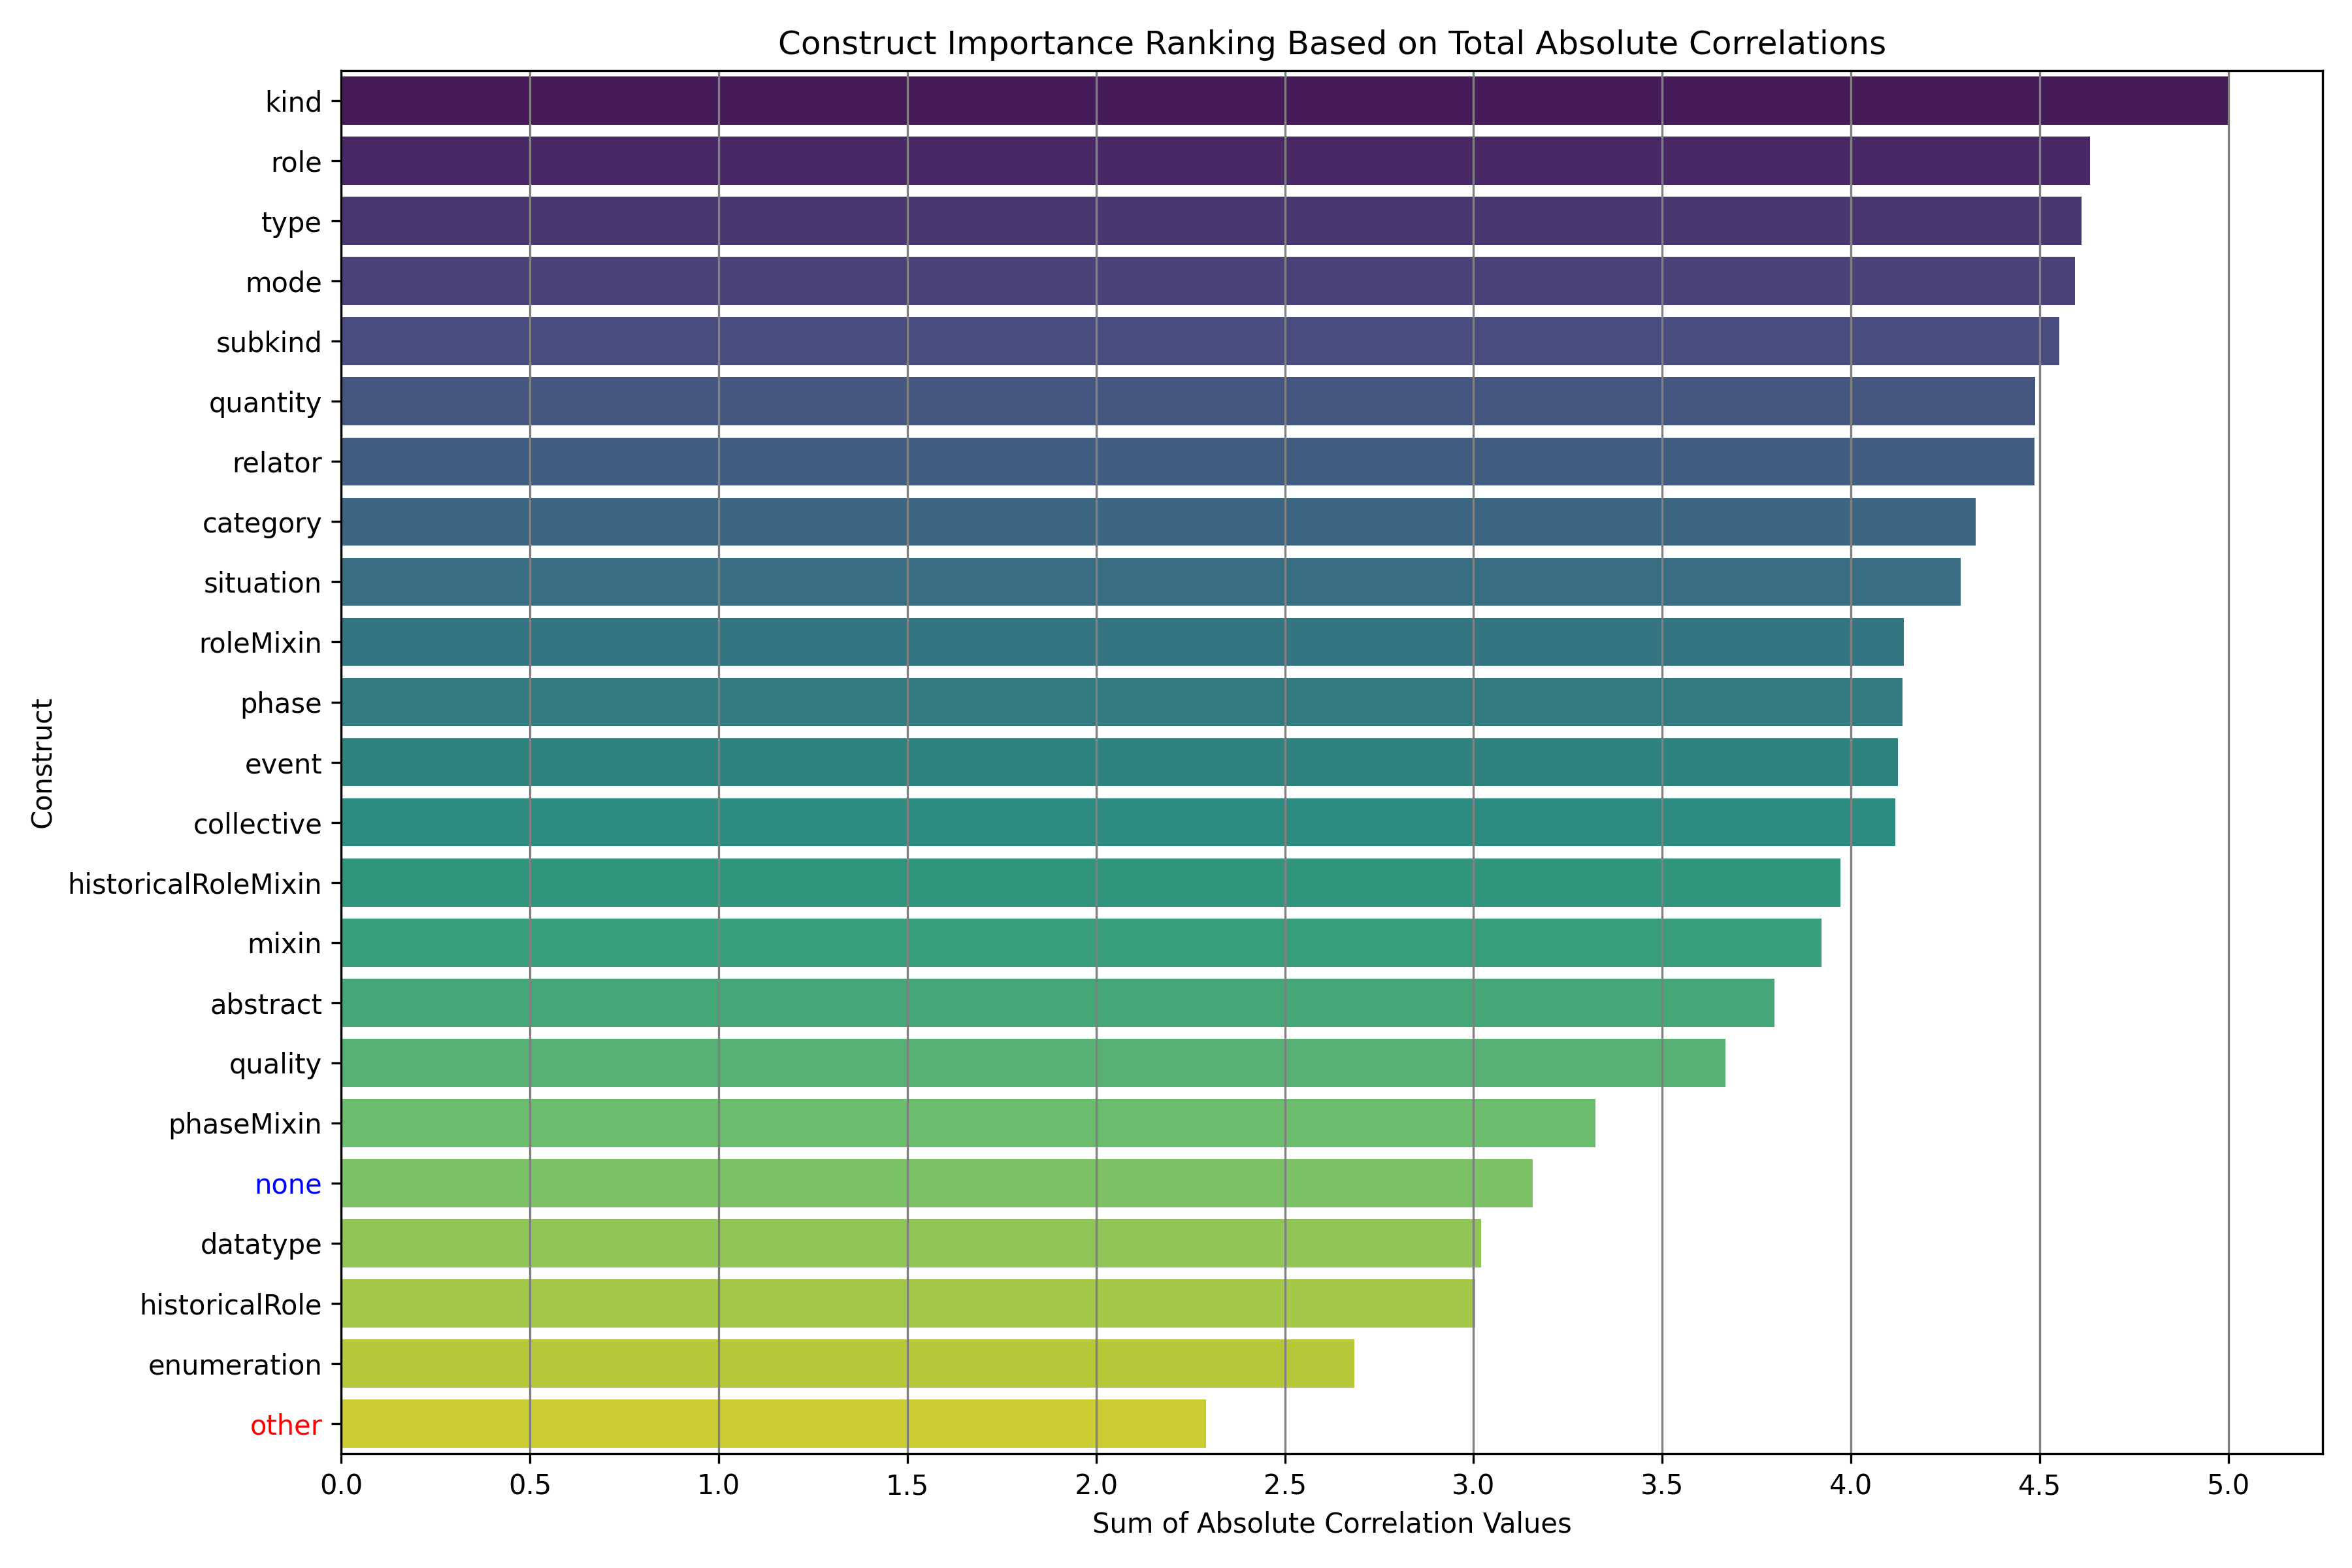 Construct Importance Ranking Based on Total Absolute Correlations
kind
role
type
mode
subkind
quantity
relator
category
situation
roleMixin
phase
event
collective
historicalRoleMixin
mixin
abstract
quality
phaseMixin
none
datatype
historicalRole
enumeration
other
Construct
0.0 0.5 1.0 1.5 2.0 2.5 3.0 3.5 4.0 4.5 5.0
Sum of Absolute Correlation Values